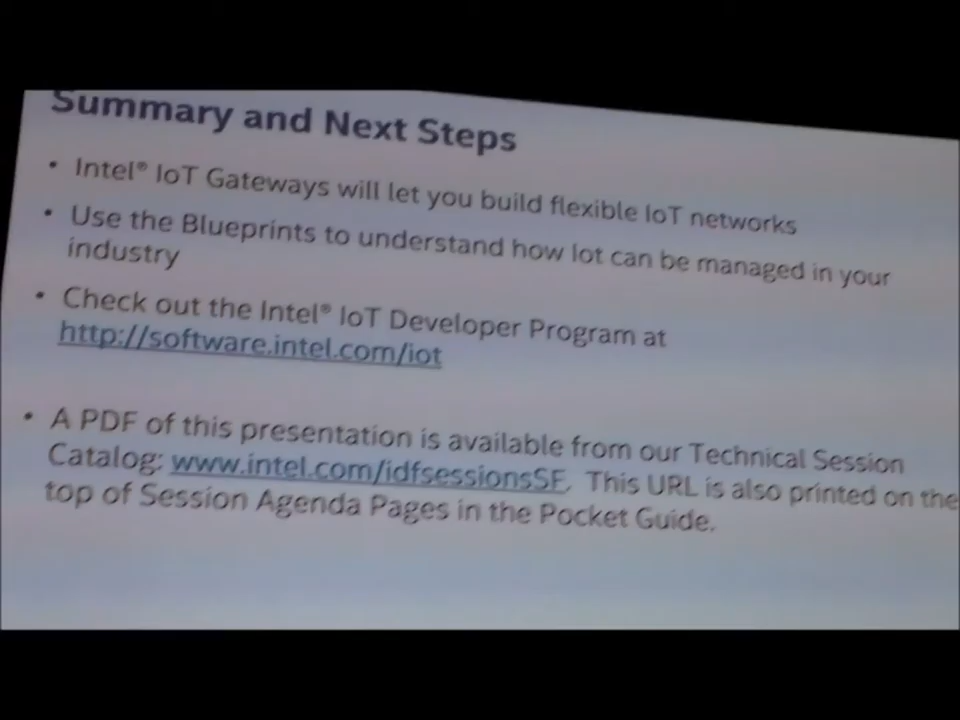 Summary and Next Steps
• Intel® IoT Gateways will let you build flexible IoT networks
• Use the Blueprints to understand how Iot can be managed in your
industry
• Check out the Intel® IoT Developer Program at
http://software.intel.com/iot
• A PDF of this presentation is available from our Technical Session
Catalog: www.intel.com/idfsessionsSF. This URL is also printed on the
top of Session Agenda Pages in the Pocket Guide.